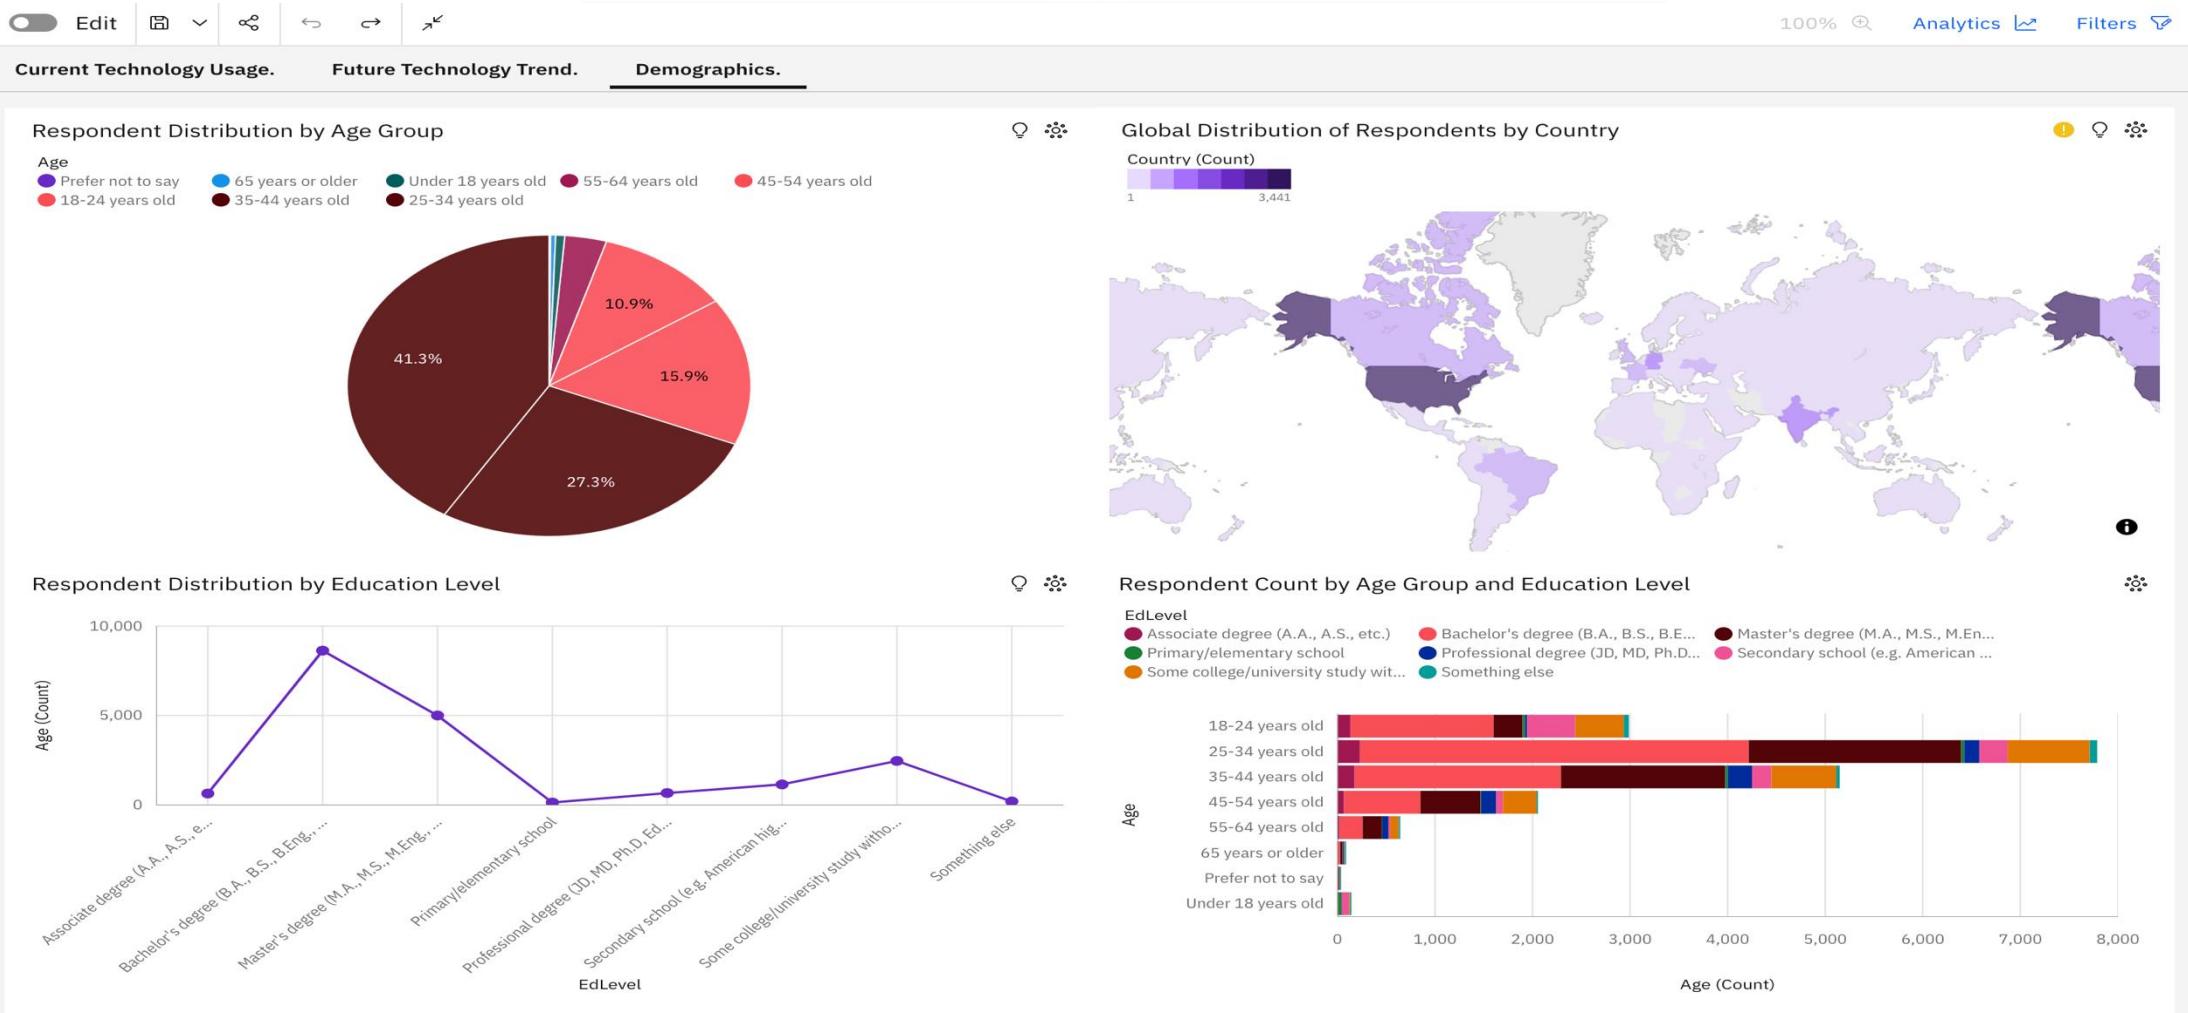 Edit
100%
Analytics
Filters
Current Technology Usage.
Future Technology Trend.
Demographics.
Respondent Distribution by Age Group
Age
Prefer not to say
65 years or older
Under 18 years old
55-64 years old
45-54 years old
18-24 years old
35-44 years old
25-34 years old
10.9%
41.3%
15.9%
27.3%
Global Distribution of Respondents by Country
Country (Count)
1
3,441
Respondent Distribution by Education Level
10,000
5,000
0
Age (Count)
Associate degree (A.A., A.S., e...
Bachelor's degree (B.A., B.S., B.Eng., ...
Master's degree (M.A., M.S., M.Eng., ...
Primary/elementary school
Professional degree (JD, MD, Ph.D, Ed...
Secondary school (e.g. American hig...
Some college/university study witho...
Something else
EdLevel
Respondent Count by Age Group and Education Level
EdLevel
Associate degree (A.A., A.S., etc.)
Bachelor's degree (B.A., B.S., B.E...
Master's degree (M.A., M.S., M.En...
Primary/elementary school
Professional degree (JD, MD, Ph.D...
Secondary school (e.g. American ...
Some college/university study wit...
Something else
Age
18-24 years old
25-34 years old
35-44 years old
45-54 years old
55-64 years old
65 years or older
Prefer not to say
Under 18 years old
0
1,000
2,000
3,000
4,000
5,000
6,000
7,000
8,000
Age (Count)